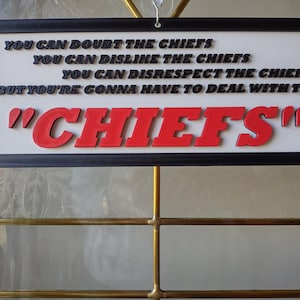 YOU CAN DOUBT THE CHIEFS
YOU CAN DISLIKE THE CHIEFS
YOU CAN DISRESPECT THE CHIEF
BUT YOU'RE GONNA HAVE TO DEAL WITH T
"CHIEFS"